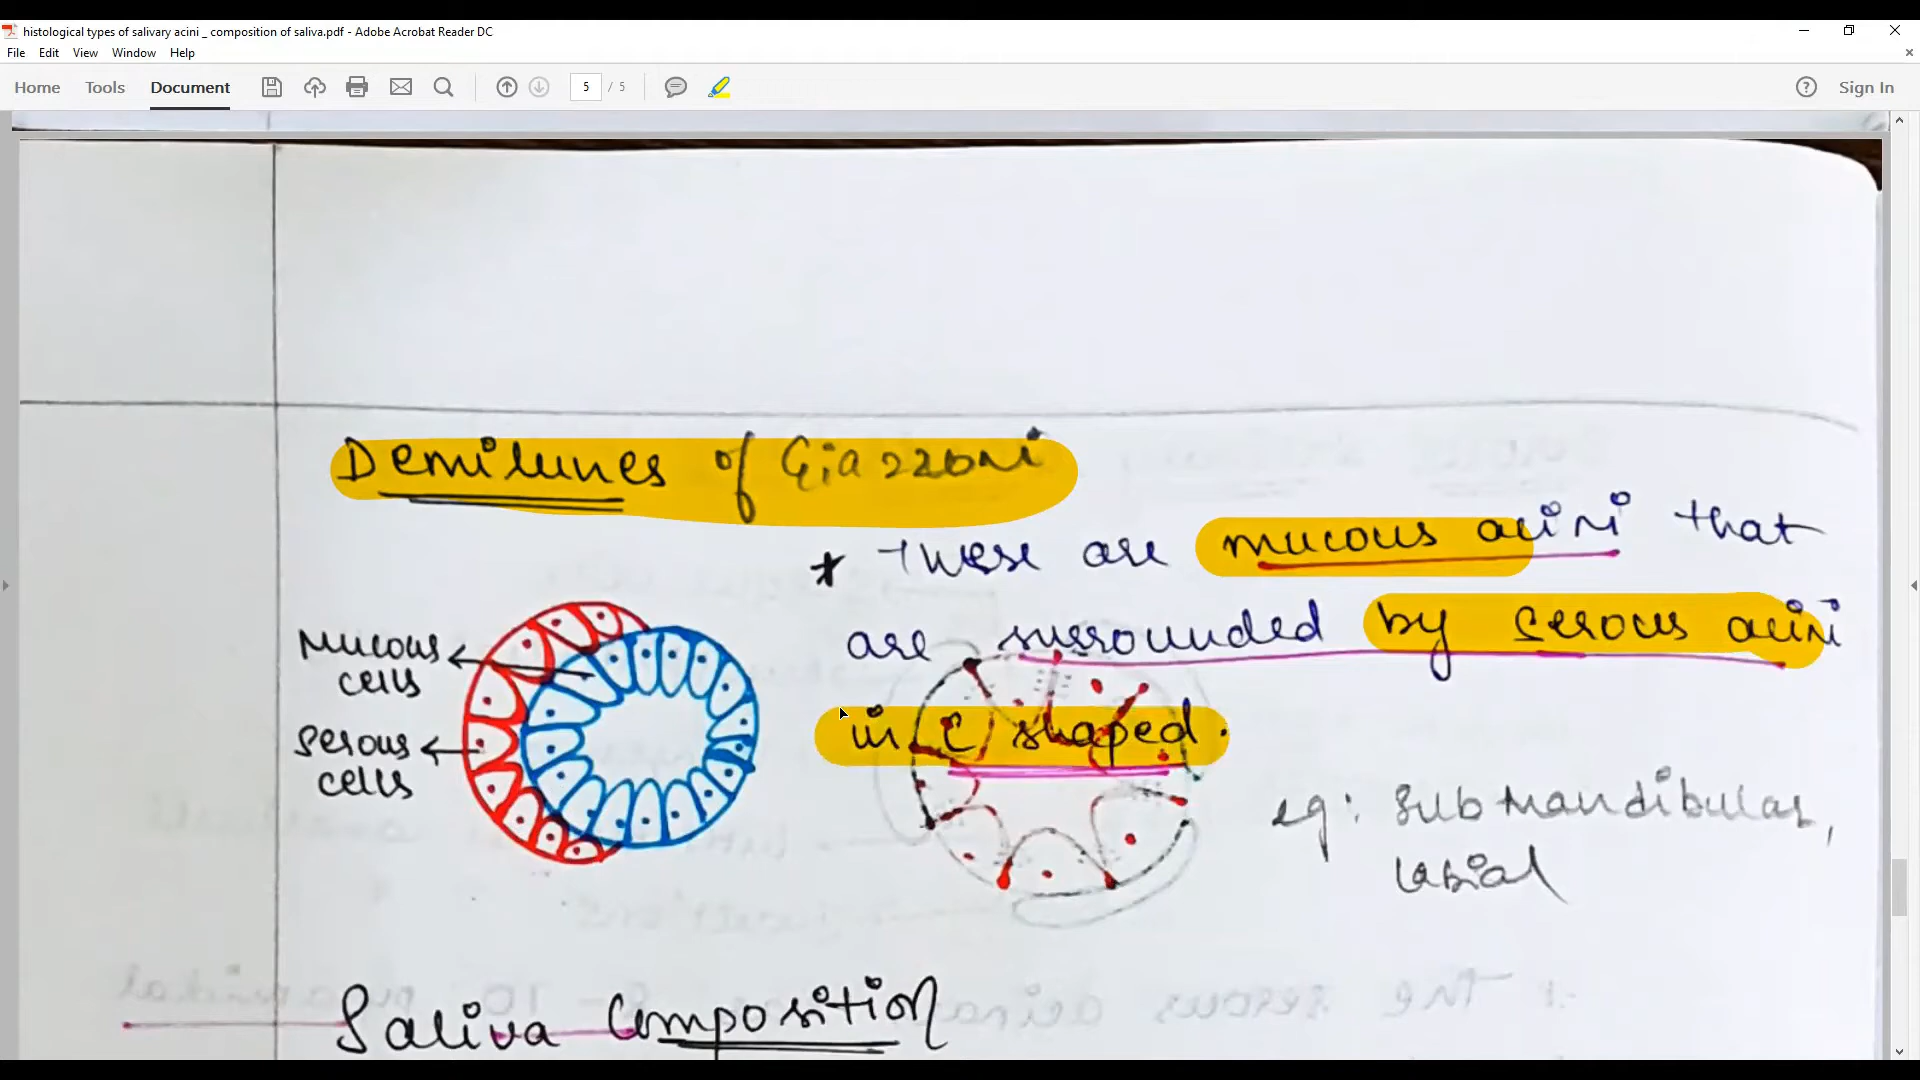 histological types of salivary acini _ composition of saliva.pdf - Adobe Acrobat Reader DC
File Edit View Window Help
Home Tools Document 5 / 5 Sign In
Demilunes of Giazzoni
* These are mucous acini that
are surrounded by serous acini
in C shaped.
Mucous
cells
Serous
cells
eg: Submandibular,
labial
Saliva Composition